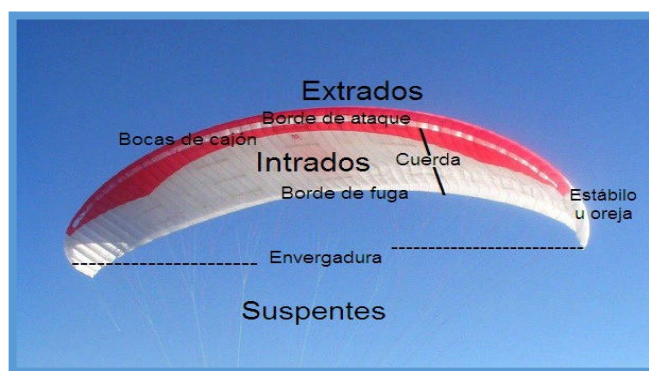 Extrados
Borde de ataque
Bocas de cajón
Intrados
Cuerda
Borde de fuga
Estábilo
u oreja
Envergadura
Suspentes